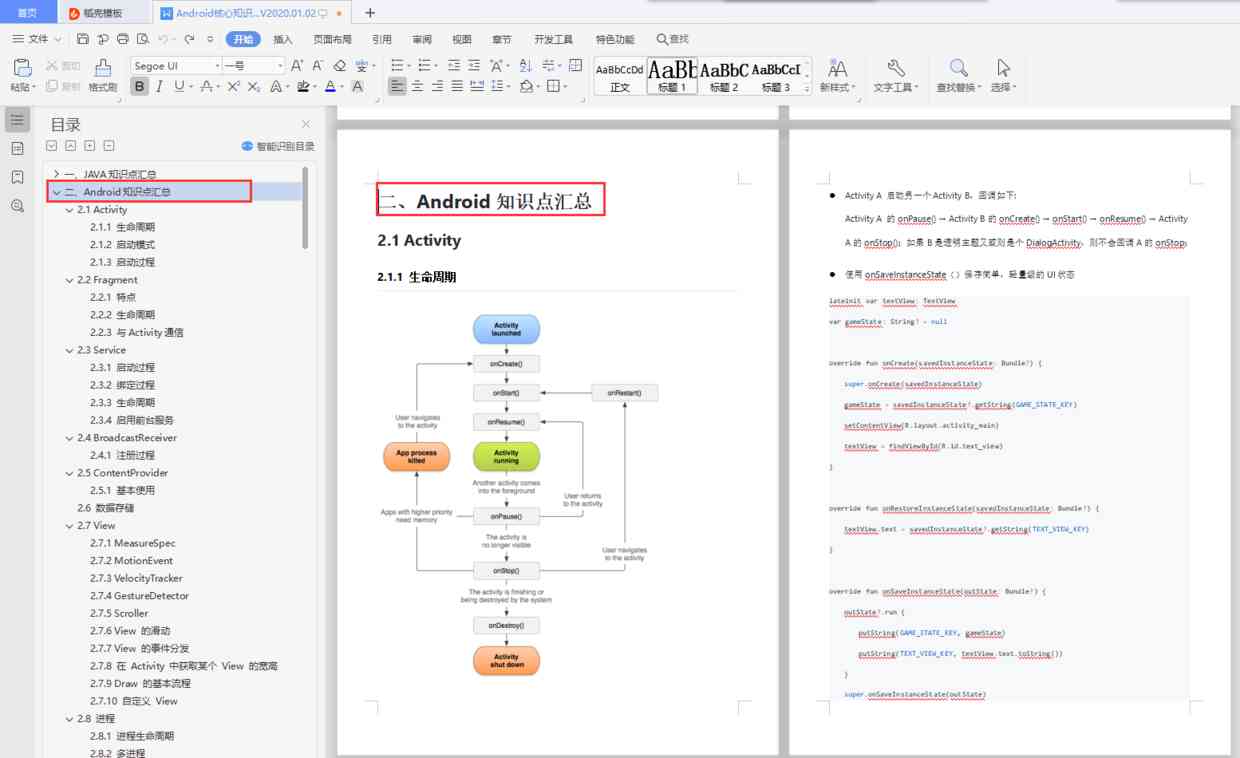 首页
稻壳模板
Android核心知识...V2020.01.02
文件
开始
插入
页面布局
引用
审阅
视图
章节
开发工具
特色功能
查找
粘贴
剪切
复制
格式刷
Segoe UI
一号
B I U
AaBbCcDd
正文
AaBb
标题 1
AaBbC
标题 2
AaBbCcI
标题 3
新样式
文字工具
查找替换
选择
目录
智能识别目录
一、JAVA 知识点汇总
二、Android 知识点汇总
2.1 Activity
2.1.1 生命周期
2.1.2 启动模式
2.1.3 启动过程
2.2 Fragment
2.2.1 特点
2.2.2 生命周期
2.2.3 与 Activity 通信
2.3 Service
2.3.1 启动过程
2.3.2 绑定过程
2.3.3 生命周期
2.3.4 启用前台服务
2.4 BroadcastReceiver
2.4.1 注册过程
2.5 ContentProvider
2.5.1 基本使用
2.6 数据存储
2.7 View
2.7.1 MeasureSpec
2.7.2 MotionEvent
2.7.3 VelocityTracker
2.7.4 GestureDetector
2.7.5 Scroller
2.7.6 View 的滑动
2.7.7 View 的事件分发
2.7.8 在 Activity 中获取某个 View 的宽高
2.7.9 Draw 的基本流程
2.7.10 自定义 View
2.8 进程
2.8.1 进程生命周期
2.8.2 多进程
二、Android 知识点汇总
2.1 Activity
2.1.1 生命周期
Activity
launched
onCreate()
onStart()
onRestart()
onResume()
User navigates
to the activity
App process
killed
Activity
running
Another activity comes
into the foreground
User returns
to the activity
Apps with higher priority
need memory
onPause()
The activity is
no longer visible
User navigates
to the activity
onStop()
The activity is finishing or
being destroyed by the system
onDestroy()
Activity
shut down
● Activity A 启动另一个 Activity B，回调如下:
Activity A 的 onPause() → Activity B 的 onCreate() → onStart() → onResume() → Activity
A 的 onStop()；如果 B 是透明主题又或则是个 DialogActivity，则不会回调 A 的 onStop；
● 使用 onSaveInstanceState（）保存简单，轻量级的 UI 状态
lateinit var textView: TextView
var gameState: String? = null
override fun onCreate(savedInstanceState: Bundle?) {
super.onCreate(savedInstanceState)
gameState = savedInstanceState?.getString(GAME_STATE_KEY)
setContentView(R.layout.activity_main)
textView = findViewById(R.id.text_view)
}
override fun onRestoreInstanceState(savedInstanceState: Bundle?) {
textView.text = savedInstanceState?.getString(TEXT_VIEW_KEY)
}
override fun onSaveInstanceState(outState: Bundle?) {
outState?.run {
putString(GAME_STATE_KEY, gameState)
putString(TEXT_VIEW_KEY, textView.text.toString())
}
super.onSaveInstanceState(outState)